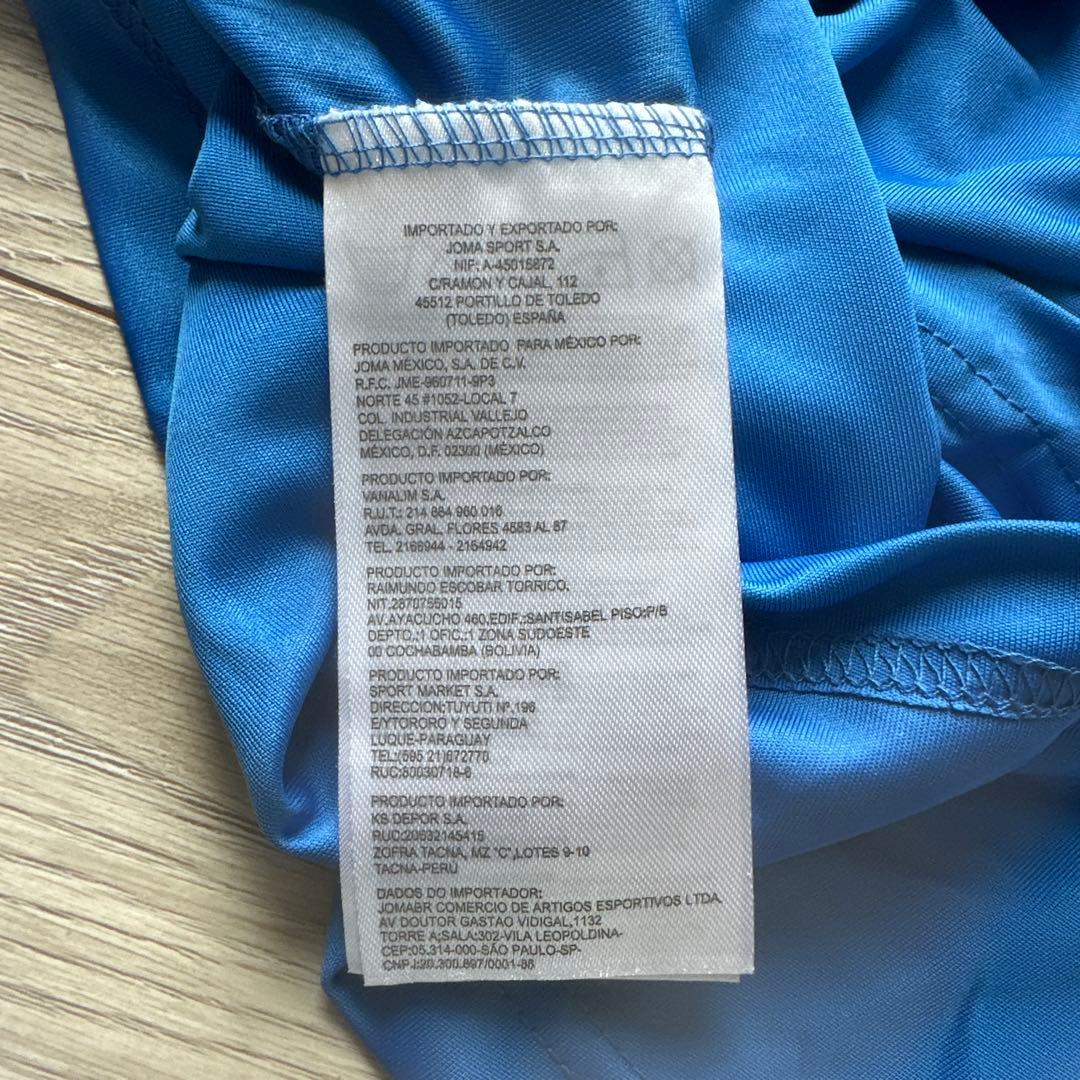 IMPORTADO Y EXPORTADO POR:
JOMA SPORT S.A.
NIF: A-45015872
C/RAMON Y CAJAL, 112
45512 PORTILLO DE TOLEDO
(TOLEDO) ESPAÑA
PRODUCTO IMPORTADO PARA MÉXICO POR:
JOMA MÉXICO, S.A. DE C.V.
R.F.C. JME-960711-9P3
NORTE 45 #1052-LOCAL 7
COL. INDUSTRIAL VALLEJO
DELEGACIÓN AZCAPOTZALCO
MÉXICO, D.F. 02300 (MÉXICO)
PRODUCTO IMPORTADO POR:
VANALIM S.A.
R.U.T.: 214 664 960 016
AVDA. GRAL. FLORES 4683 AL 87
TEL. 2166944 - 2164942
PRODUCTO IMPORTADO POR:
RAIMUNDO ESCOBAR TORRICO.
NIT.2870755015
AV.AYACUCHO 460,EDIF.:SANTISABEL PISO:P/B
DEPTO.:1 OFIC.:1 ZONA SUDOESTE
00 COCHABAMBA (BOLIVIA)
PRODUCTO IMPORTADO POR:
SPORT MARKET S.A.
DIRECCION:TUYUTI Nº.196
E/YTORORO Y SEGUNDA
LUQUE-PARAGUAY
TEL:(595 21)672770
RUC:80030718-6
PRODUCTO IMPORTADO POR:
KS DEPOR S.A.
RUC:20532145415
ZOFRA TACNA, MZ "C",LOTES 9-10
TACNA-PERÚ
DADOS DO IMPORTADOR:
JOMABR COMERCIO DE ARTIGOS ESPORTIVOS LTDA.
AV DOUTOR GASTAO VIDIGAL,1132
TORRE A;SALA:302-VILA LEOPOLDINA-
CEP:05.314-000-SÃO PAULO-SP-
CNPJ:20.300.697/0001-86